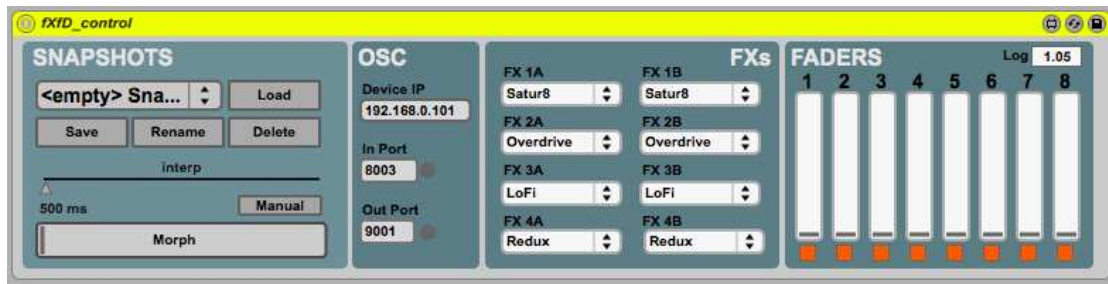 fXfD_control
SNAPSHOTS
<empty> Sna...
Load
Save Rename Delete
interp
500 ms
Manual
Morph
OSC
Device IP
192.168.0.101
In Port
8003
Out Port
9001
FXs
FX 1A FX 1B
Satur8 Satur8
FX 2A FX 2B
Overdrive Overdrive
FX 3A FX 3B
LoFi LoFi
FX 4A FX 4B
Redux Redux
FADERS
Log 1.05
1 2 3 4 5 6 7 8